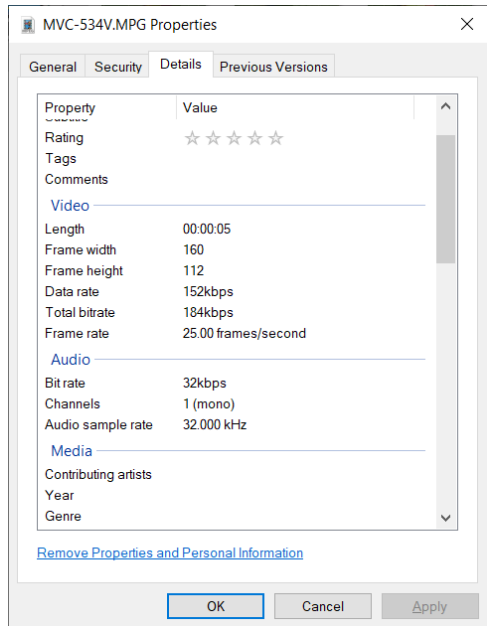 MVC-534V.MPG Properties
General Security Details Previous Versions
Property Value
Subtitle
Rating
Tags
Comments
Video
Length 00:00:05
Frame width 160
Frame height 112
Data rate 152kbps
Total bitrate 184kbps
Frame rate 25.00 frames/second
Audio
Bit rate 32kbps
Channels 1 (mono)
Audio sample rate 32.000 kHz
Media
Contributing artists
Year
Genre
Remove Properties and Personal Information
OK Cancel Apply